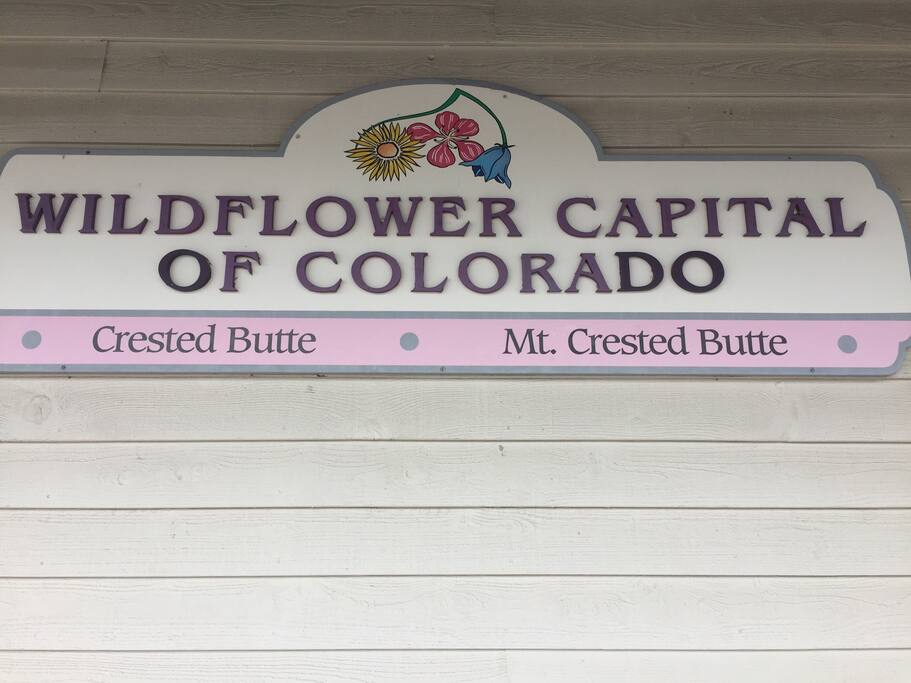 WILDFLOWER CAPITAL
OF COLORADO
Crested Butte Mt. Crested Butte